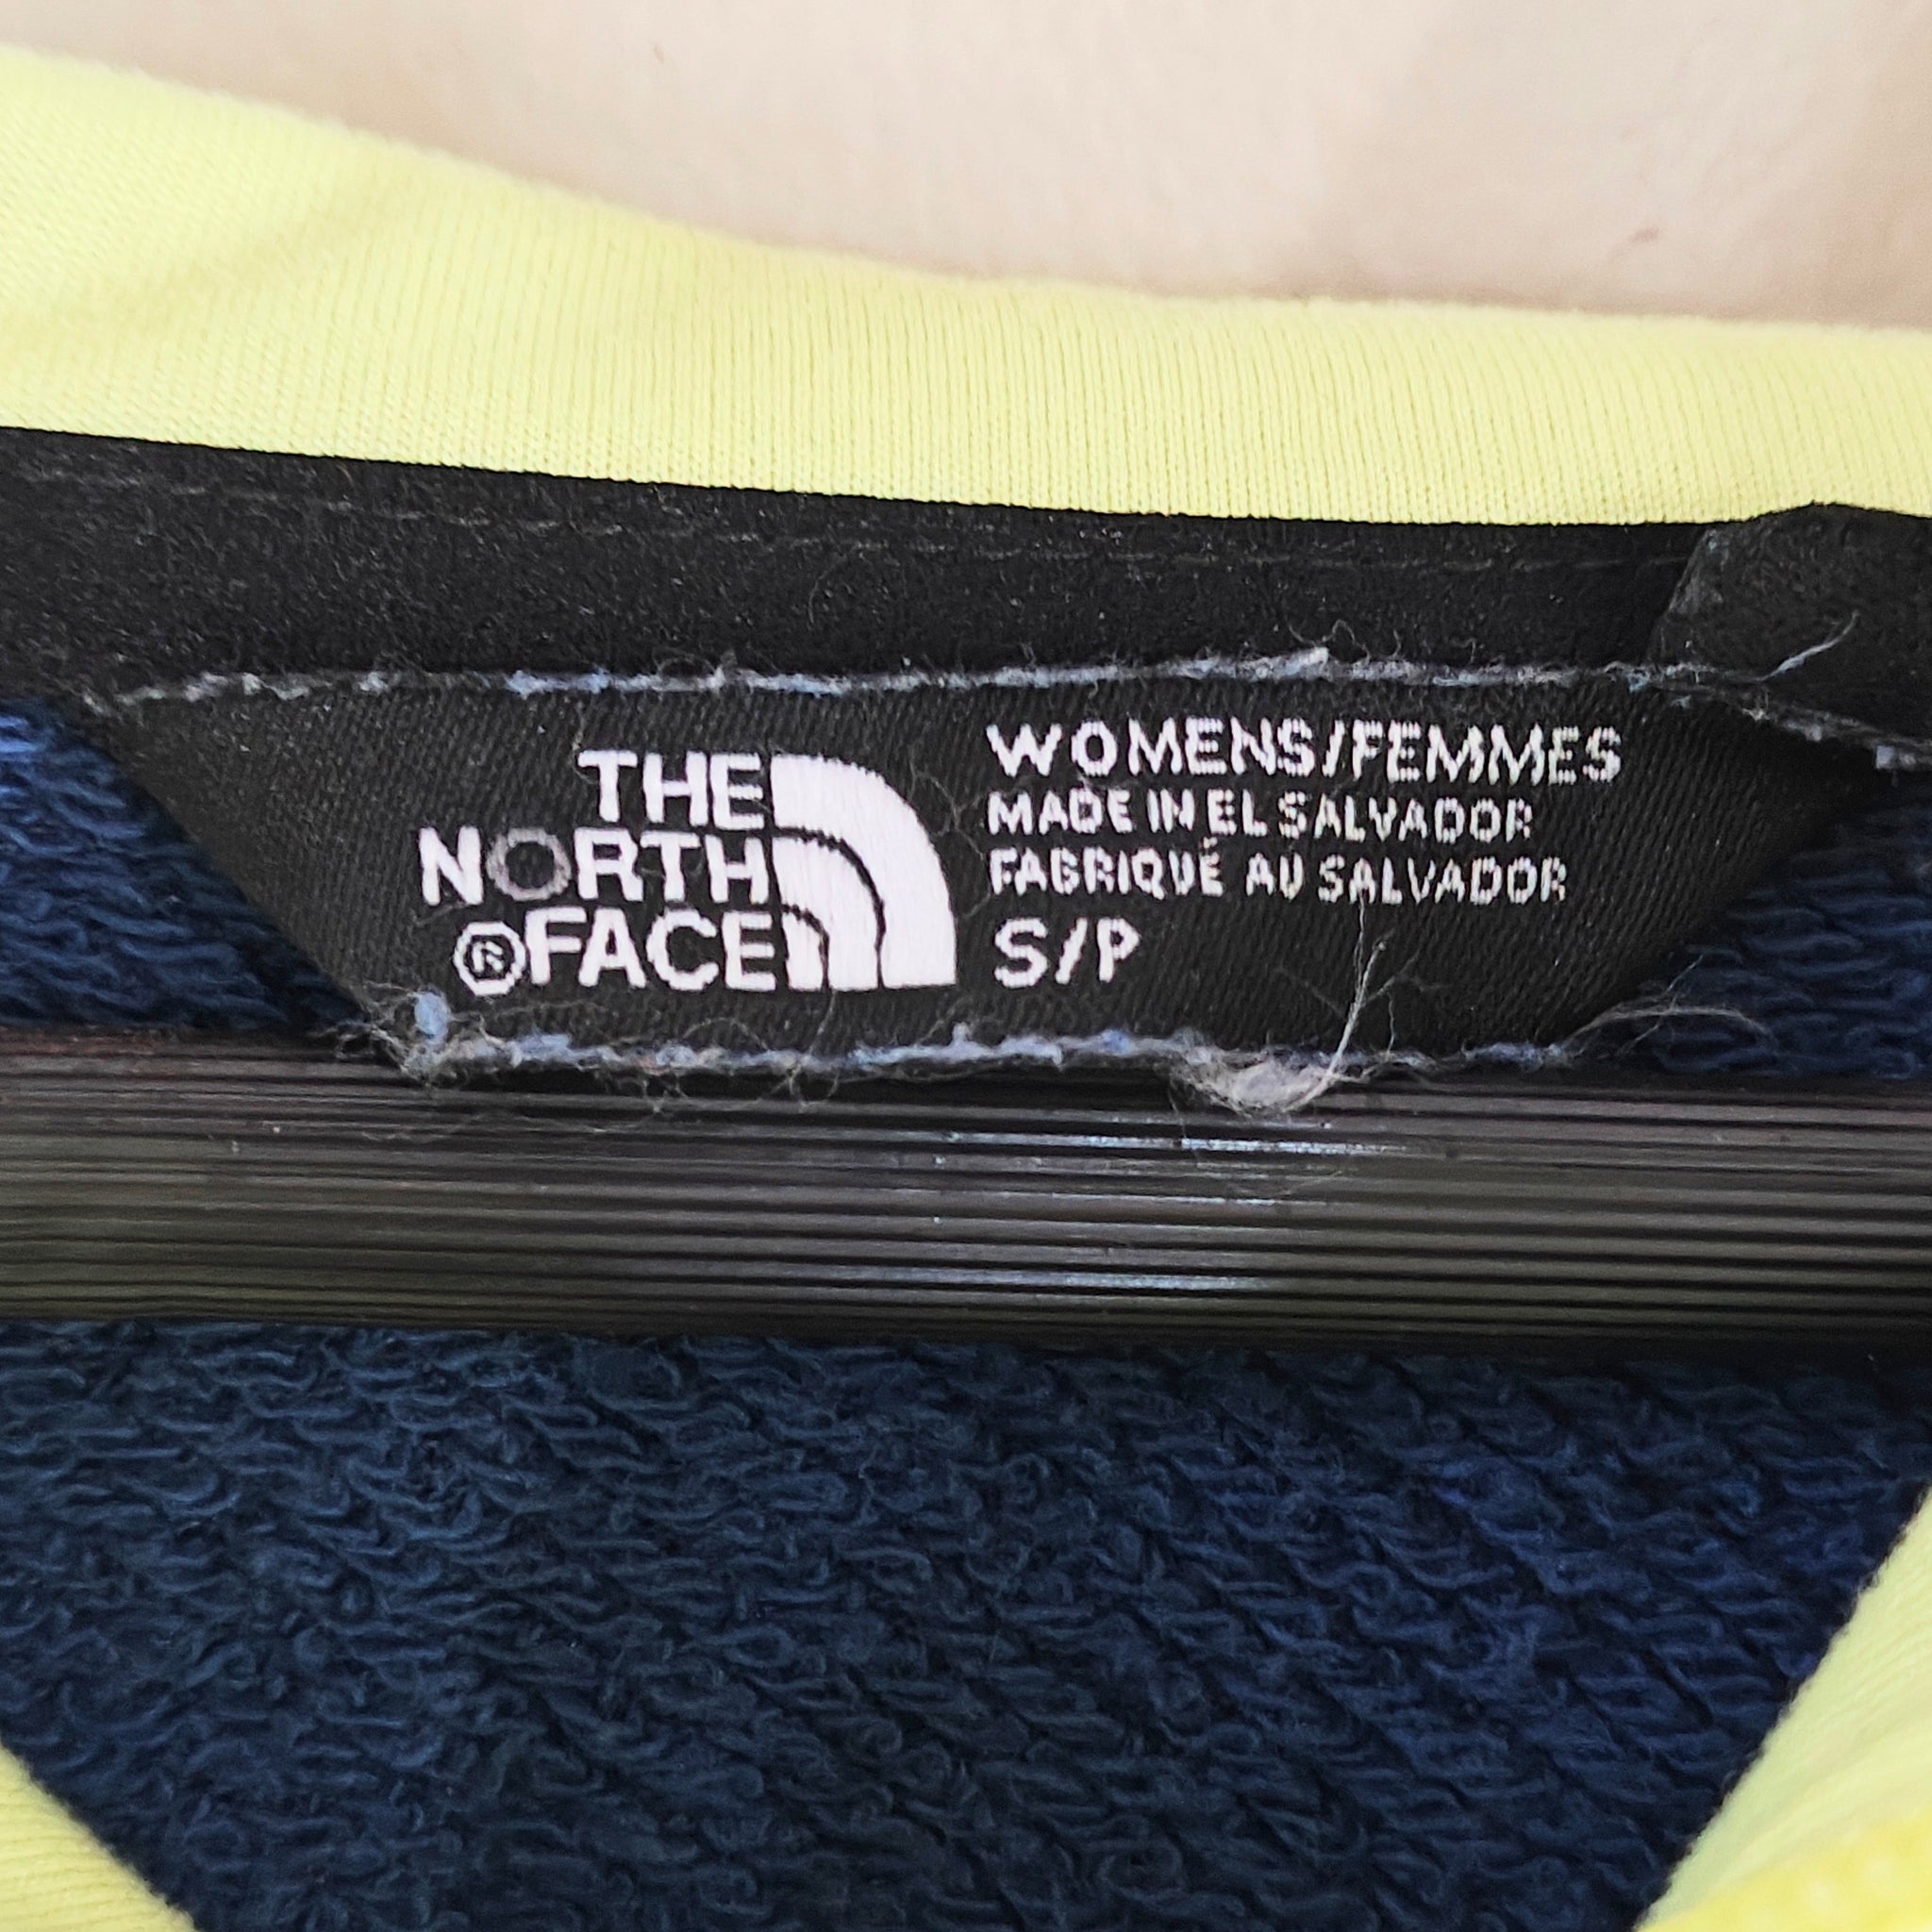 THE
NORTH
®FACE
WOMENS/FEMMES
MADE IN EL SALVADOR
FABRIQUÉ AU SALVADOR
S/P